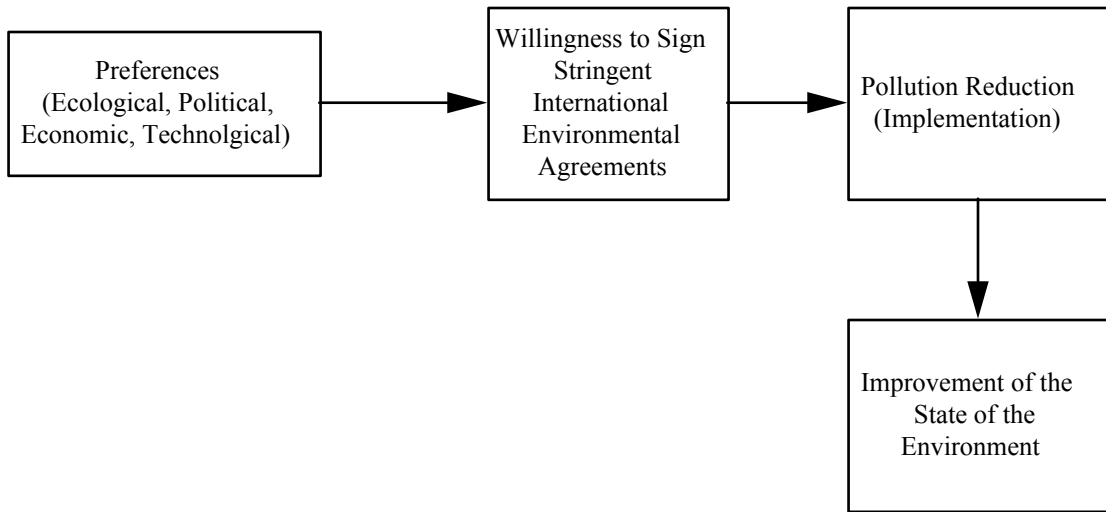 Preferences
(Ecological, Political,
Economic, Technolgical)
Willingness to Sign
Stringent
International
Environmental
Agreements
Pollution Reduction
(Implementation)
Improvement of the
State of the
Environment